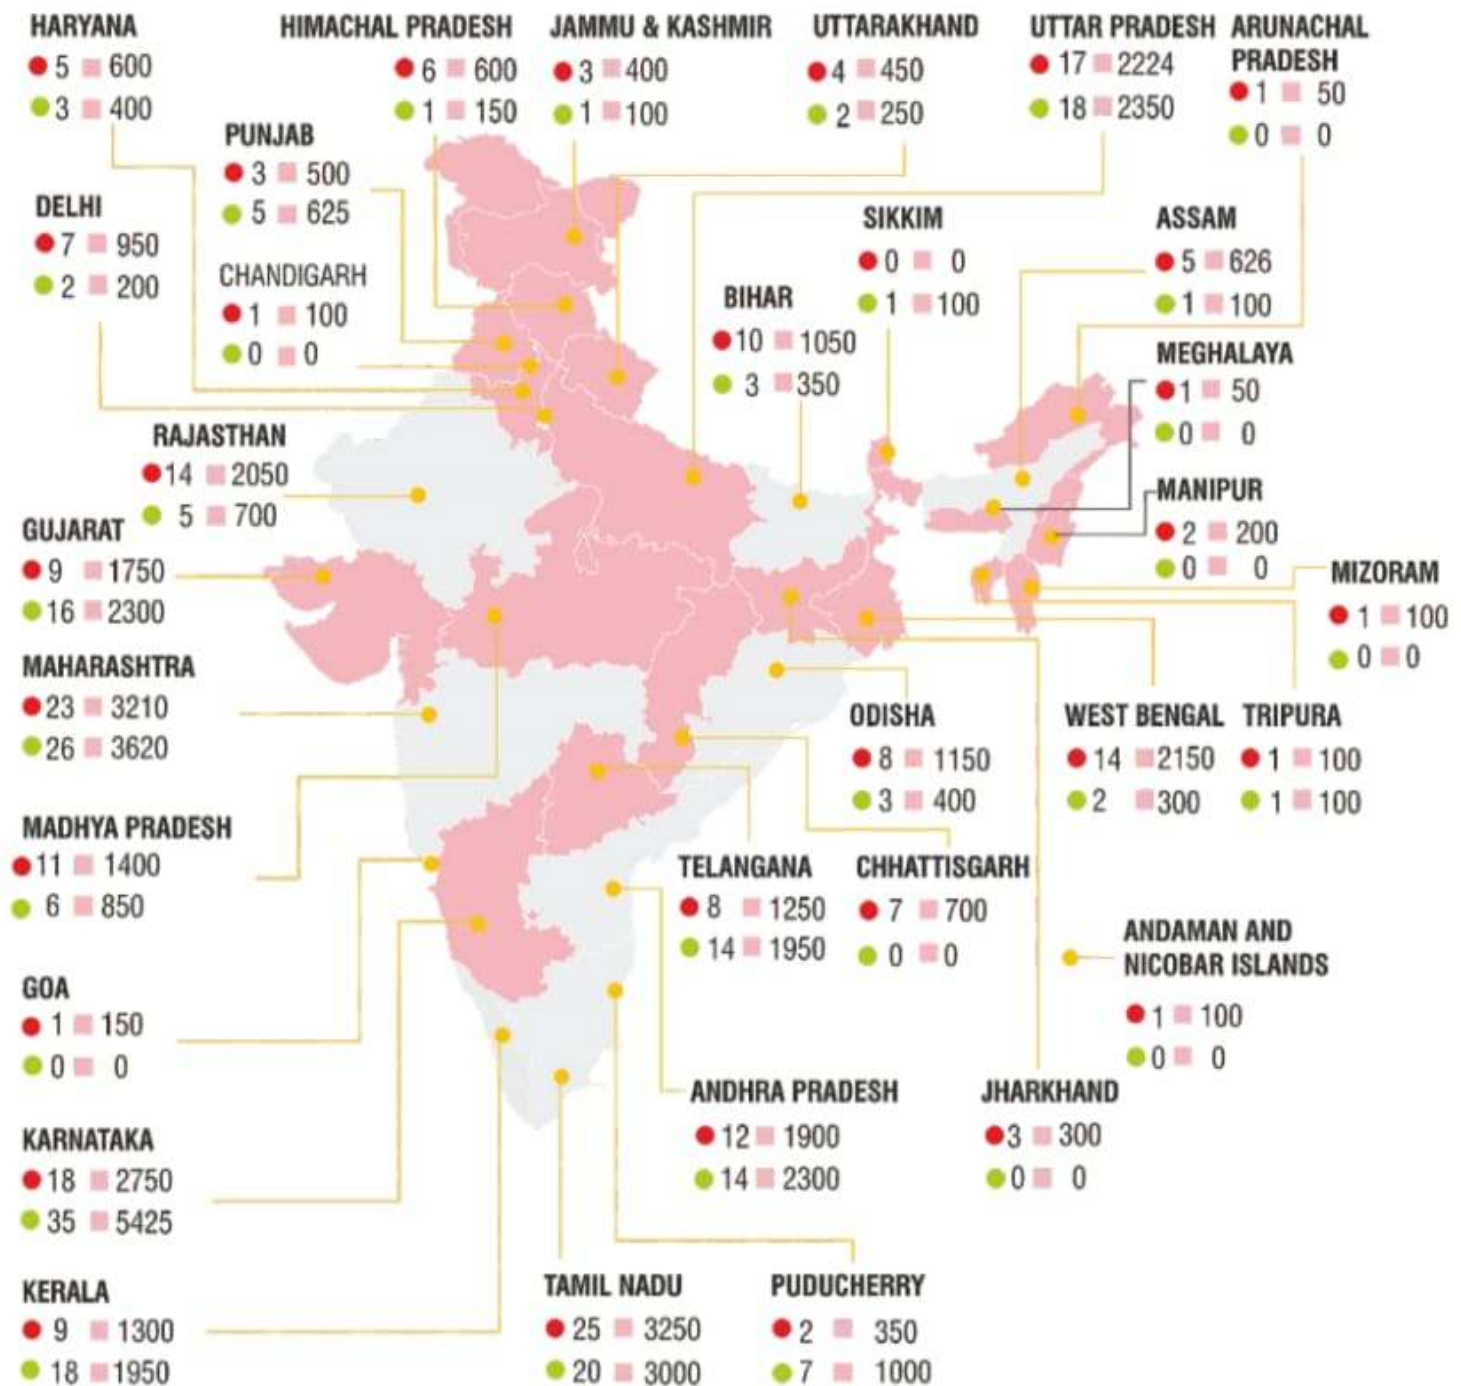 HARYANA
5 600
3 400
HIMACHAL PRADESH
6 600
1 150
JAMMU & KASHMIR
3 400
1 100
UTTARAKHAND
4 450
2 250
UTTAR PRADESH
17 2224
18 2350
ARUNACHAL
PRADESH
1 50
0 0
PUNJAB
3 500
5 625
DELHI
7 950
2 200
CHANDIGARH
1 100
0 0
SIKKIM
0 0
1 100
ASSAM
5 626
1 100
BIHAR
10 1050
3 350
MEGHALAYA
1 50
0 0
RAJASTHAN
14 2050
5 700
MANIPUR
2 200
0 0
GUJARAT
9 1750
16 2300
MIZORAM
1 100
0 0
MAHARASHTRA
23 3210
26 3620
ODISHA
8 1150
3 400
WEST BENGAL
14 2150
2 300
TRIPURA
1 100
1 100
MADHYA PRADESH
11 1400
6 850
TELANGANA
8 1250
14 1950
CHHATTISGARH
7 700
0 0
ANDAMAN AND
NICOBAR ISLANDS
1 100
0 0
GOA
1 150
0 0
ANDHRA PRADESH
12 1900
14 2300
JHARKHAND
3 300
0 0
KARNATAKA
18 2750
35 5425
KERALA
9 1300
18 1950
TAMIL NADU
25 3250
20 3000
PUDUCHERRY
2 350
7 1000